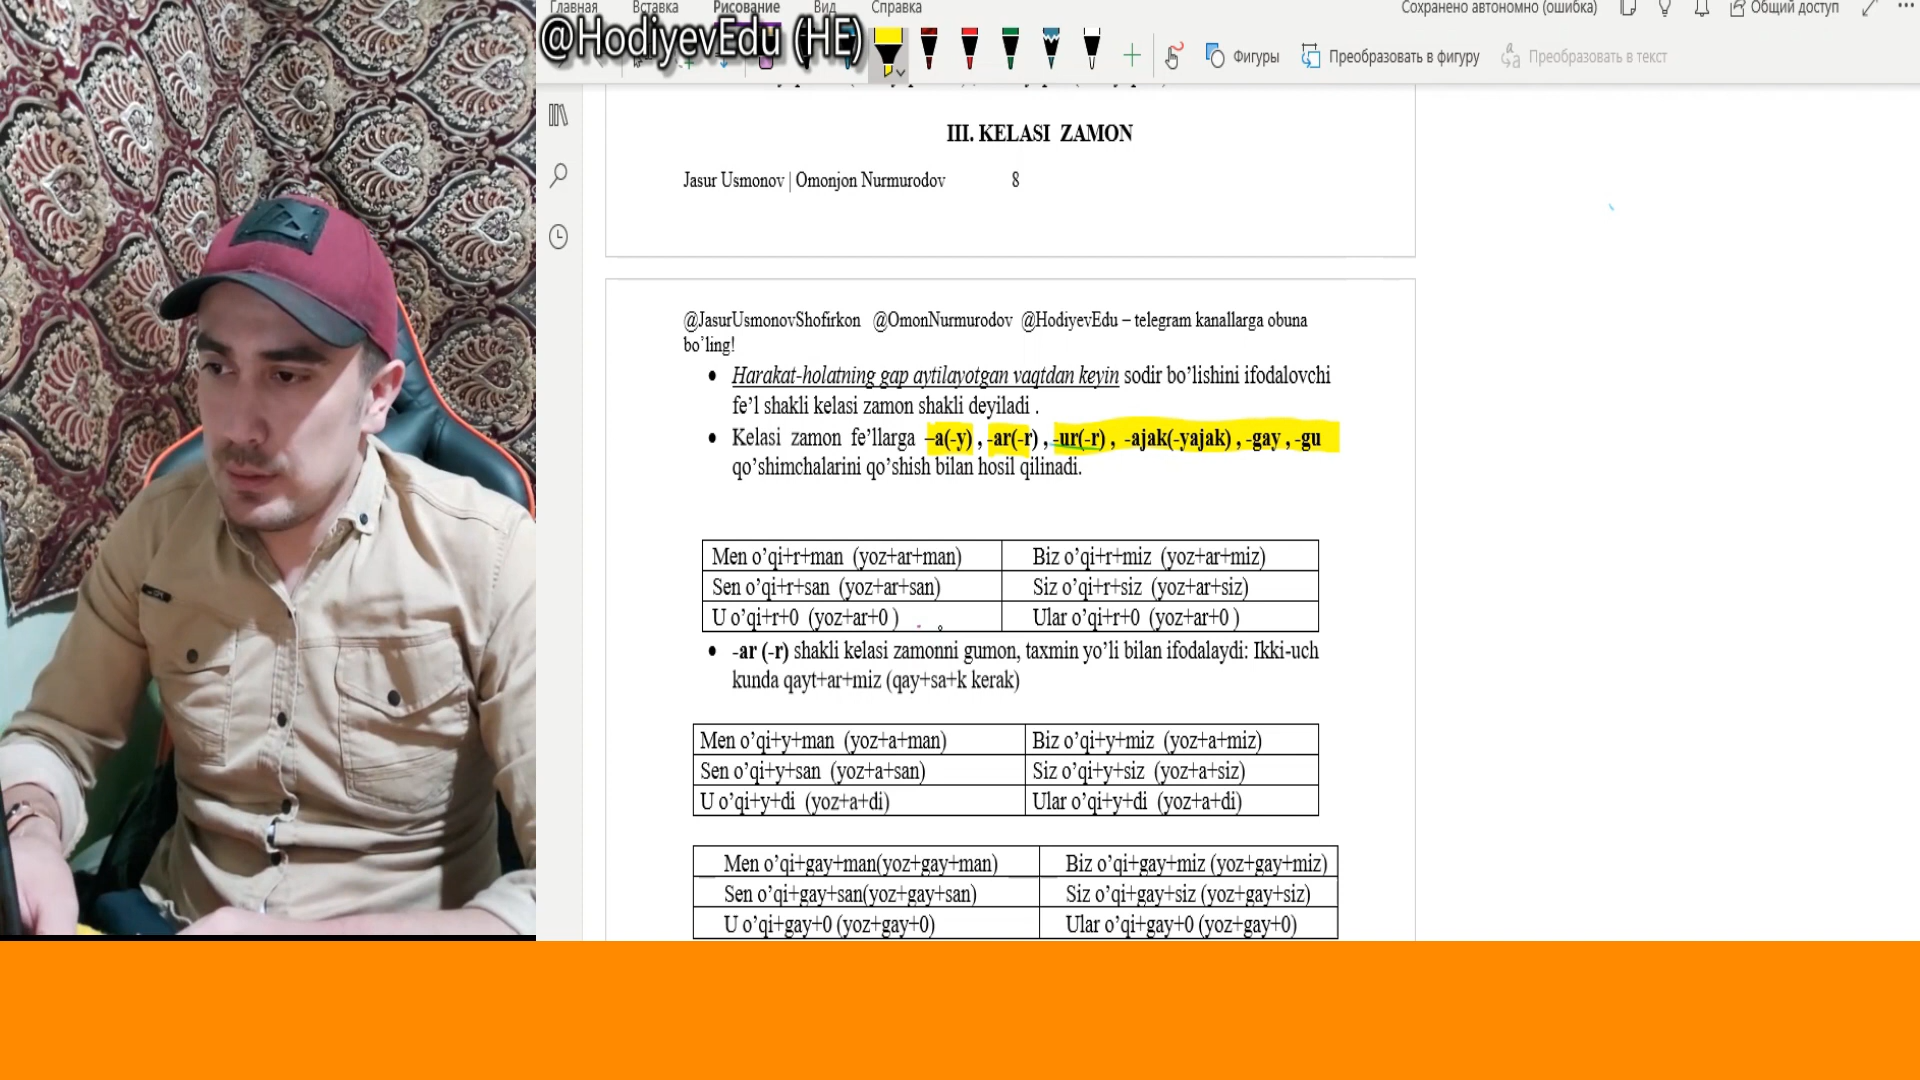 Главная Вставка Рисование Вид Справка Сохранено автономно (ошибка) Общий доступ
@HodiyevEdu (HE)
Фигуры Преобразовать в фигуру Преобразовать в текст
III. KELASI ZAMON
Jasur Usmonov | Omonjon Nurmurodov 8
@JasurUsmonovShofirkon @OmonNurmurodov @HodiyevEdu – telegram kanallarga obuna
bo’ling!
• Harakat-holatning gap aytilayotgan vaqtdan keyin sodir bo’lishini ifodalovchi
fe’l shakli kelasi zamon shakli deyiladi .
• Kelasi zamon fe’llarga –a(-y) , -ar(-r) , -ur(-r) , -ajak(-yajak) , -gay , -gu
qo’shimchalarini qo’shish bilan hosil qilinadi.
Men o’qi+r+man (yoz+ar+man) Biz o’qi+r+miz (yoz+ar+miz)
Sen o’qi+r+san (yoz+ar+san) Siz o’qi+r+siz (yoz+ar+siz)
U o’qi+r+0 (yoz+ar+0 ) Ular o’qi+r+0 (yoz+ar+0 )
• -ar (-r) shakli kelasi zamonni gumon, taxmin yo’li bilan ifodalaydi: Ikki-uch
kunda qayt+ar+miz (qay+sa+k kerak)
Men o’qi+y+man (yoz+a+man) Biz o’qi+y+miz (yoz+a+miz)
Sen o’qi+y+san (yoz+a+san) Siz o’qi+y+siz (yoz+a+siz)
U o’qi+y+di (yoz+a+di) Ular o’qi+y+di (yoz+a+di)
Men o’qi+gay+man(yoz+gay+man) Biz o’qi+gay+miz (yoz+gay+miz)
Sen o’qi+gay+san(yoz+gay+san) Siz o’qi+gay+siz (yoz+gay+siz)
U o’qi+gay+0 (yoz+gay+0) Ular o’qi+gay+0 (yoz+gay+0)